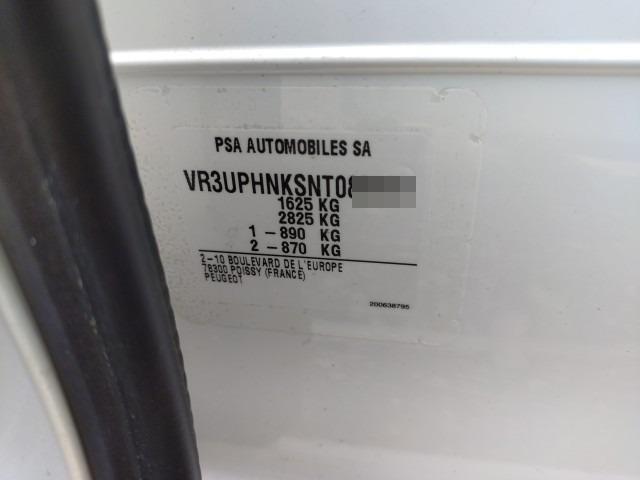 PSA AUTOMOBILES SA
VR3UPHNKSNT08
1625 KG
2825 KG
1 - 890 KG
2 - 870 KG
2-10 BOULEVARD DE L'EUROPE
78300 POISSY (FRANCE)
PEUGEOT
200638795